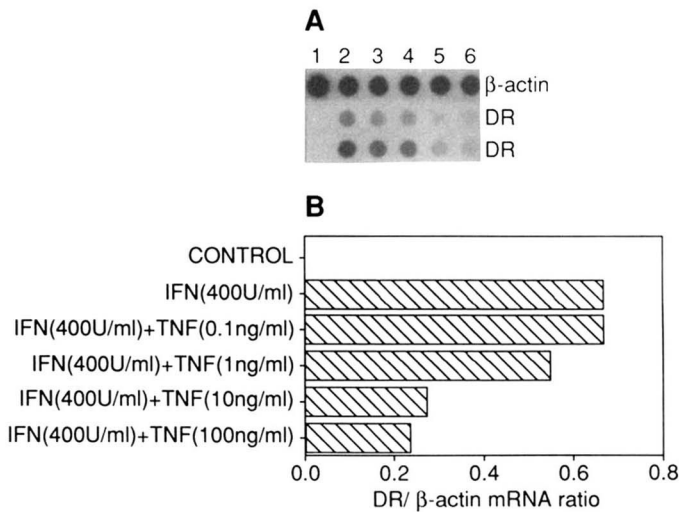 A
1 2 3 4 5 6
β-actin
DR
DR
B
CONTROL
IFN(400U/ml)
IFN(400U/ml)+TNF(0.1ng/ml)
IFN(400U/ml)+TNF(1ng/ml)
IFN(400U/ml)+TNF(10ng/ml)
IFN(400U/ml)+TNF(100ng/ml)
0.0 0.2 0.4 0.6 0.8
DR/ β-actin mRNA ratio